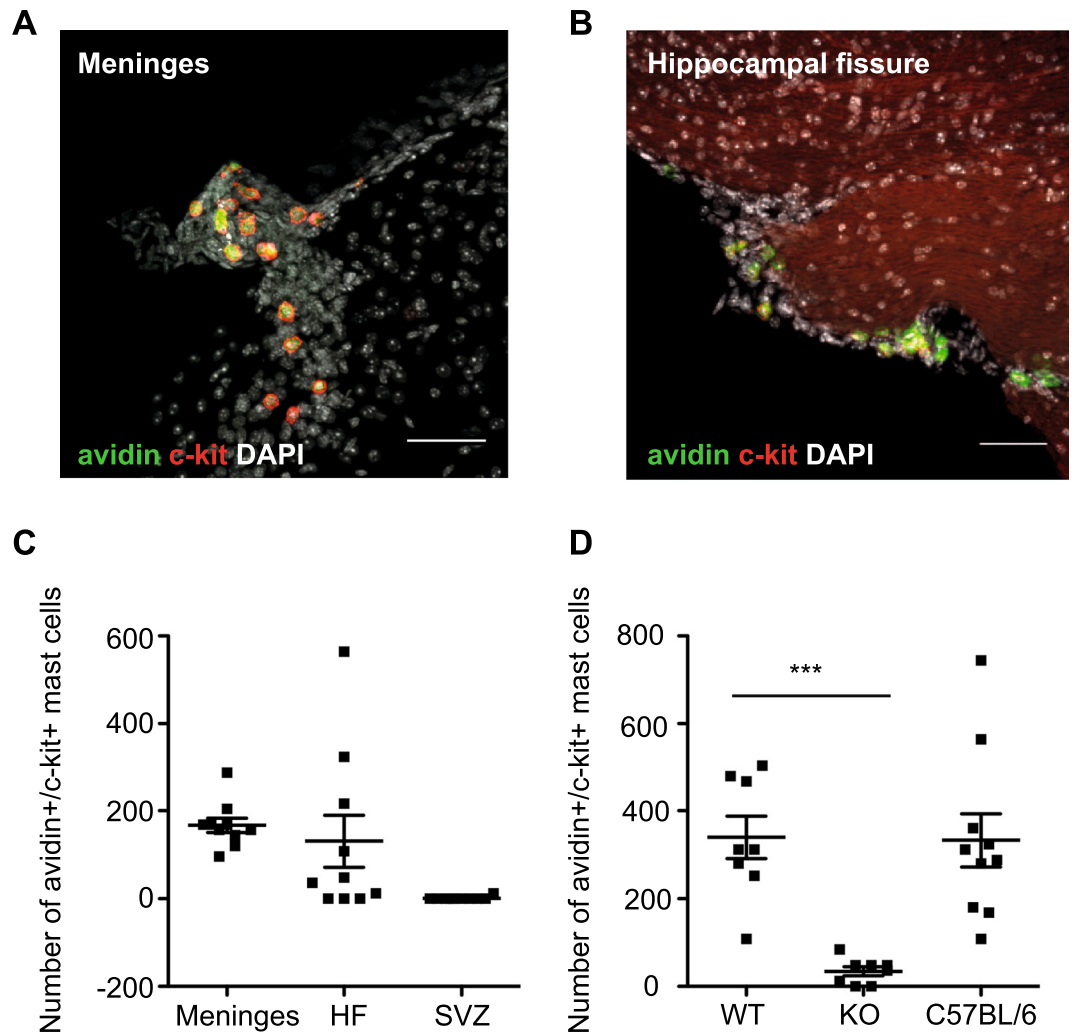 A
Meninges
avidin c-kit DAPI
B
Hippocampal fissure
avidin c-kit DAPI
C
Number of avidin+/c-kit+ mast cells
600
400
200
0
-200
Meninges HF SVZ
D
Number of avidin+/c-kit+ mast cells
800
600
400
200
0
***
WT KO C57BL/6